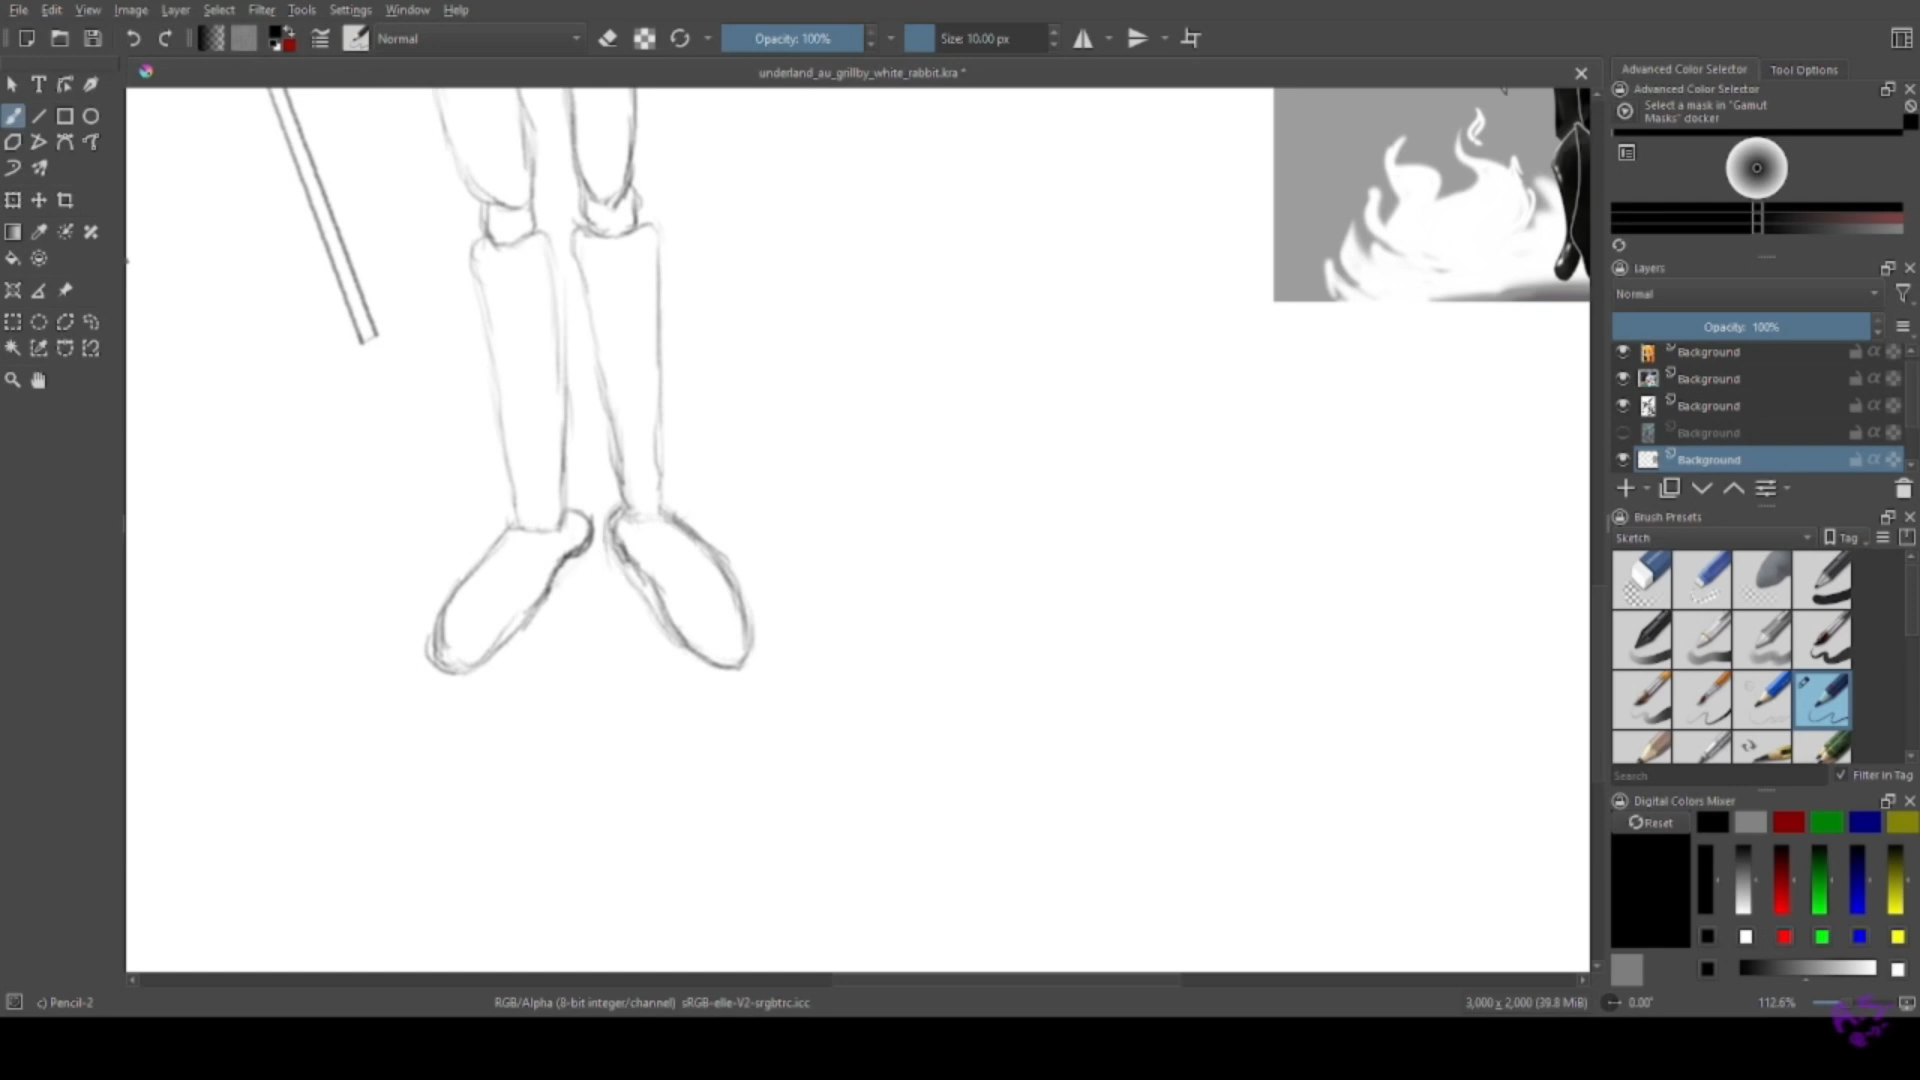 File Edit View Image Layer Select Filter Tools Settings Window Help
Normal Opacity: 100% Size: 10.00 px
underland_au_grillby_white_rabbit.kra *
Advanced Color Selector Tool Options
Advanced Color Selector
Select a mask in "Gamut
Masks" docker
Layers
Normal
Opacity: 100%
Background
Background
Background
Background
Background
Brush Presets
Sketch Tag
Search Filter in Tag
Digital Colors Mixer
Reset
c) Pencil-2 RGB/Alpha (8-bit integer/channel) sRGB-elle-V2-srgbtrc.icc 3,000 x 2,000 (39.8 MiB) 0.00° 112.6%